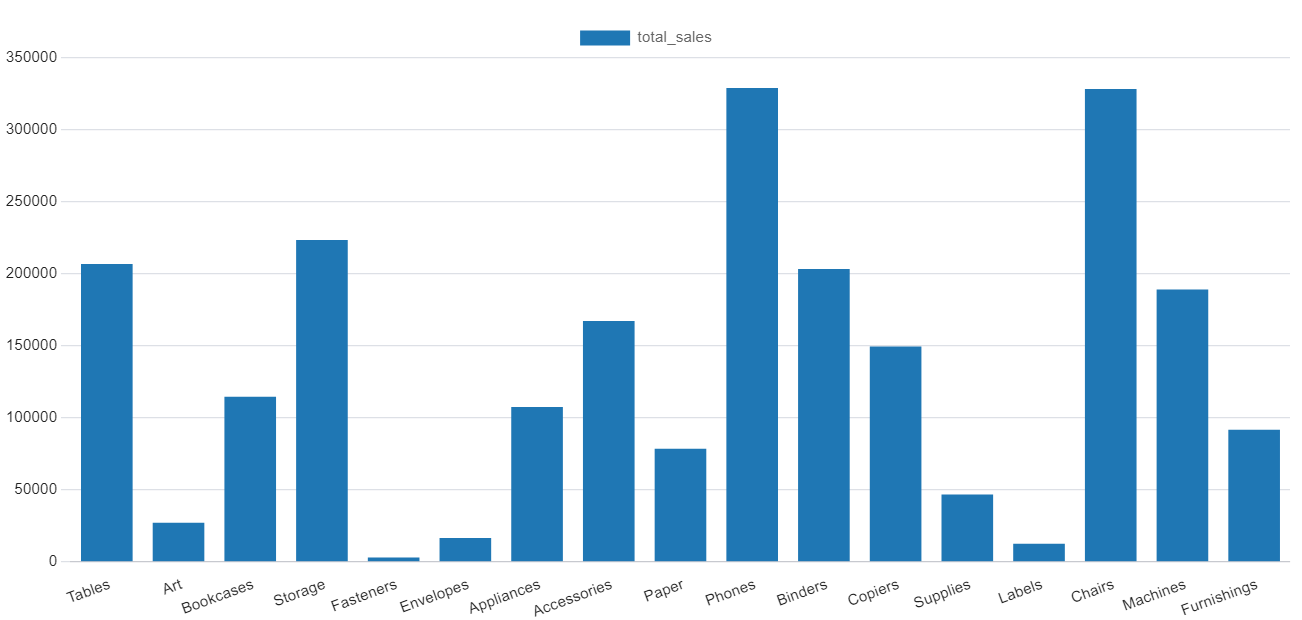 total_sales
350000
300000
250000
200000
150000
100000
50000
0
Tables
Art
Bookcases
Storage
Fasteners
Envelopes
Appliances
Accessories
Paper
Phones
Binders
Copiers
Supplies
Labels
Chairs
Machines
Furnishings